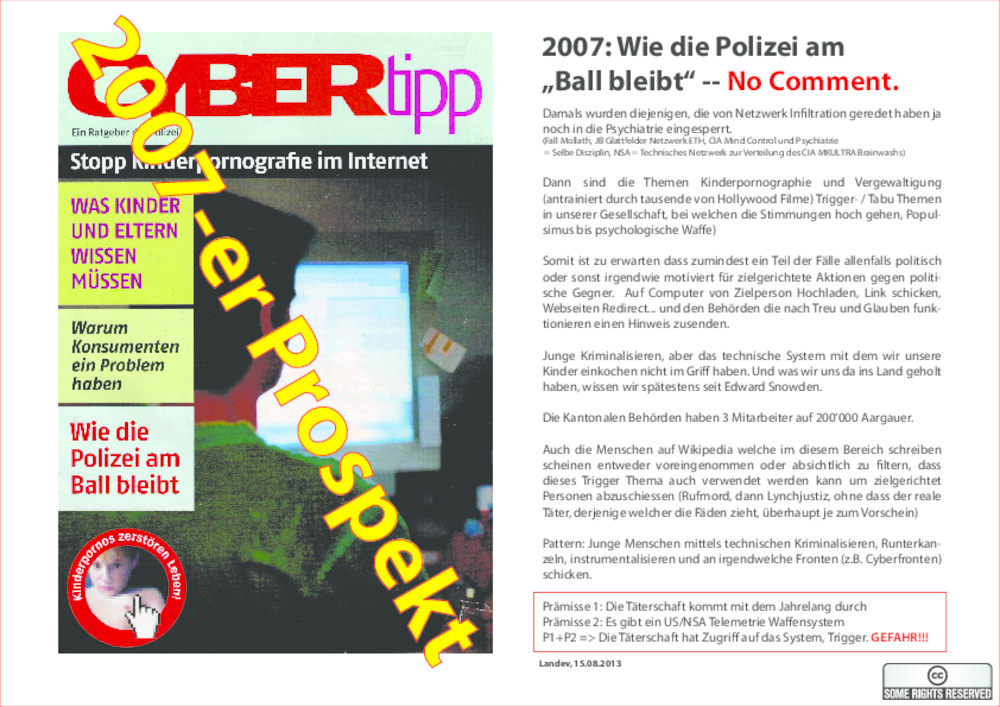 CYBERtipp
Ein Ratgeber der Polizei
Stopp Kinderpornografie im Internet
2007-er Prospekt
WAS KINDER
UND ELTERN
WISSEN
MÜSSEN
Warum
Konsumenten
ein Problem
haben
Wie die
Polizei am
Ball bleibt
Kinderpornos zerstören Leben!
2007: Wie die Polizei am
„Ball bleibt“ -- No Comment.
Damals wurden diejenigen, die von Netzwerk Infiltration geredet haben ja
noch in die Psychiatrie eingesperrt.
(Fall Mollath, JB Glattfelder Netzwerk ETH, CIA Mind Control und Psychiatrie
= Selbe Disziplin, NSA = Technisches Netzwerk zur Verteilung des CIA MKULTRA Brainwashs)
Dann sind die Themen Kinderpornographie und Vergewaltigung
(antrainiert durch tausende von Hollywood Filme) Trigger- / Tabu Themen
in unserer Gesellschaft, bei welchen die Stimmungen hoch gehen, Popul-
simus bis psychologische Waffe)
Somit ist zu erwarten dass zumindest ein Teil der Fälle allenfalls politisch
oder sonst irgendwie motiviert für zielgerichtete Aktionen gegen politi-
sche Gegner. Auf Computer von Zielperson Hochladen, Link schicken,
Webseiten Redirect... und den Behörden die nach Treu und Glauben funk-
tionieren einen Hinweis zusenden.
Junge Kriminalisieren, aber das technische System mit dem wir unsere
Kinder einkochen nicht im Griff haben. Und was wir uns da ins Land geholt
haben, wissen wir spätestens seit Edward Snowden.
Die Kantonalen Behörden haben 3 Mitarbeiter auf 200'000 Aargauer.
Auch die Menschen auf Wikipedia welche im diesem Bereich schreiben
scheinen entweder voreingenommen oder absichtlich zu filtern, dass
dieses Trigger Thema auch verwendet werden kann um zielgerichtet
Personen abzuschiessen (Rufmord, dann Lynchjustiz, ohne dass der reale
Täter, derjenige welcher die Fäden zieht, überhaupt je zum Vorschein)
Pattern: Junge Menschen mittels technischen Kriminalisieren, Runterkan-
zeln, instrumentalisieren und an irgendwelche Fronten (z.B. Cyberfronten)
schicken.
Prämisse 1: Die Täterschaft kommt mit dem Jahrelang durch
Prämisse 2: Es gibt ein US/NSA Telemetrie Waffensystem
P1+P2 => Die Täterschaft hat Zugriff auf das System, Trigger. GEFAHR!!!
Landev, 15.08.2013
cc
SOME RIGHTS RESERVED